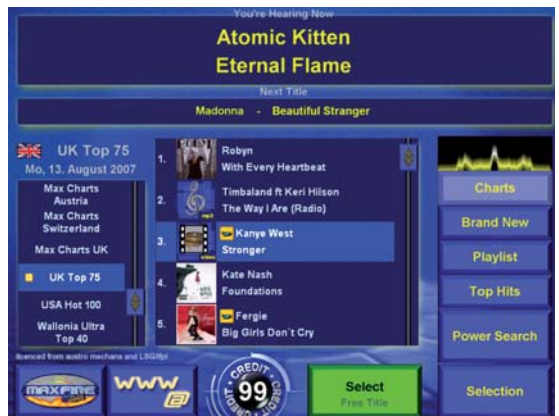 You're Hearing Now
Atomic Kitten
Eternal Flame
Next Title
Madonna - Beautiful Stranger
UK Top 75
Mo, 13. August 2007
Max Charts
Austria
Max Charts
Switzerland
Max Charts UK
UK Top 75
USA Hot 100
Wallonia Ultra
Top 40
1.
Robyn
With Every Heartbeat
2.
mp3
Timbaland ft Keri Hilson
The Way I Are (Radio)
3.
video
Kanye West
Stronger
4.
Kate Nash
Foundations
5.
Fergie
Big Girls Don't Cry
Charts
Brand New
Playlist
Top Hits
Power Search
Selection
licenced from austro mechana and LSG/Ifpi
MAXFIRE
WWW
@
CREDIT
99
CREDIT
CREDIT
Select
Free Title